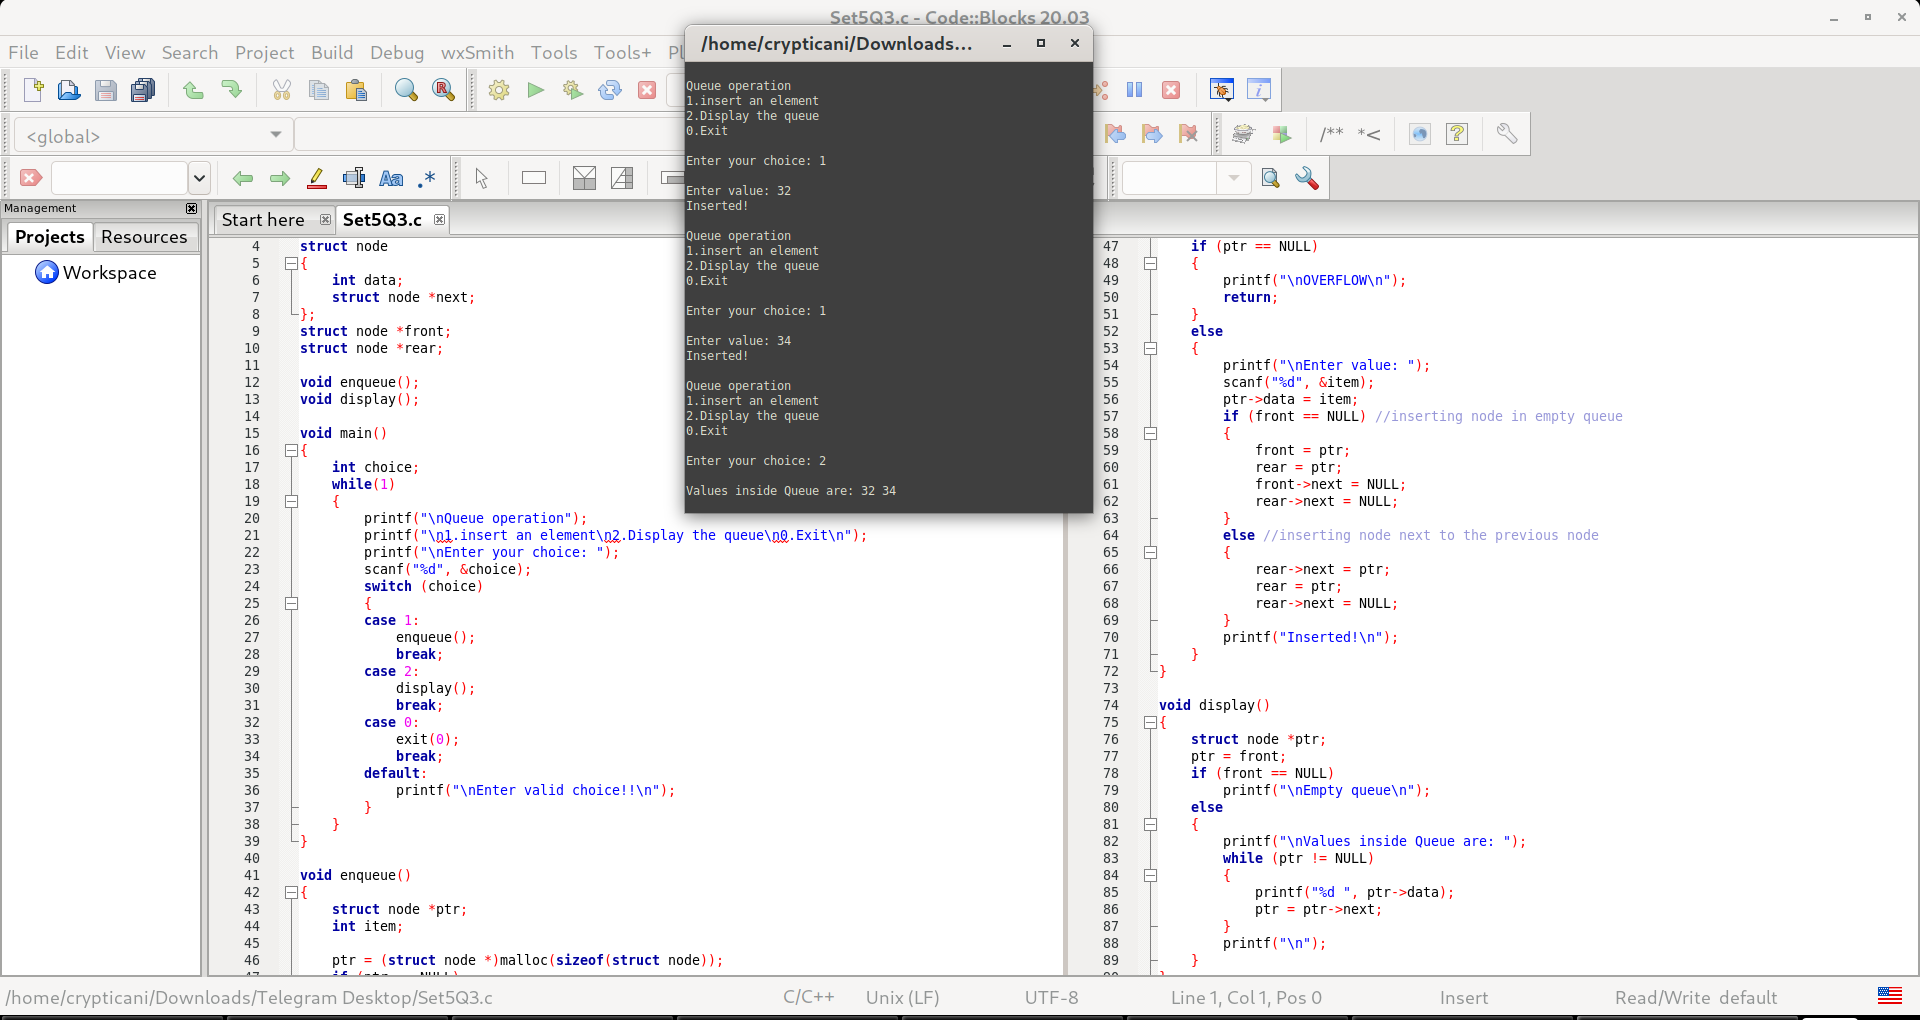 Set5Q3.c - Code::Blocks 20.03
File Edit View Search Project Build Debug wxSmith Tools Tools+
<global>
/** *<
Aa .*
Management
Projects Resources
Workspace
Start here Set5Q3.c
4 struct node
5 {
6 int data;
7 struct node *next;
8 };
9 struct node *front;
10 struct node *rear;
11
12 void enqueue();
13 void display();
14
15 void main()
16 {
17 int choice;
18 while(1)
19 {
20 printf("\nQueue operation");
21 printf("\n1.insert an element\n2.Display the queue\n0.Exit\n");
22 printf("\nEnter your choice: ");
23 scanf("%d", &choice);
24 switch (choice)
25 {
26 case 1:
27 enqueue();
28 break;
29 case 2:
30 display();
31 break;
32 case 0:
33 exit(0);
34 break;
35 default:
36 printf("\nEnter valid choice!!\n");
37 }
38 }
39 }
40
41 void enqueue()
42 {
43 struct node *ptr;
44 int item;
45
46 ptr = (struct node *)malloc(sizeof(struct node));
/home/crypticani/Downloads...
Queue operation
1.insert an element
2.Display the queue
0.Exit
Enter your choice: 1
Enter value: 32
Inserted!
Queue operation
1.insert an element
2.Display the queue
0.Exit
Enter your choice: 1
Enter value: 34
Inserted!
Queue operation
1.insert an element
2.Display the queue
0.Exit
Enter your choice: 2
Values inside Queue are: 32 34
47 if (ptr == NULL)
48 {
49 printf("\nOVERFLOW\n");
50 return;
51 }
52 else
53 {
54 printf("\nEnter value: ");
55 scanf("%d", &item);
56 ptr->data = item;
57 if (front == NULL) //inserting node in empty queue
58 {
59 front = ptr;
60 rear = ptr;
61 front->next = NULL;
62 rear->next = NULL;
63 }
64 else //inserting node next to the previous node
65 {
66 rear->next = ptr;
67 rear = ptr;
68 rear->next = NULL;
69 }
70 printf("Inserted!\n");
71 }
72 }
73
74 void display()
75 {
76 struct node *ptr;
77 ptr = front;
78 if (front == NULL)
79 printf("\nEmpty queue\n");
80 else
81 {
82 printf("\nValues inside Queue are: ");
83 while (ptr != NULL)
84 {
85 printf("%d ", ptr->data);
86 ptr = ptr->next;
87 }
88 printf("\n");
89 }
/home/crypticani/Downloads/Telegram Desktop/Set5Q3.c C/C++ Unix (LF) UTF-8 Line 1, Col 1, Pos 0 Insert Read/Write default